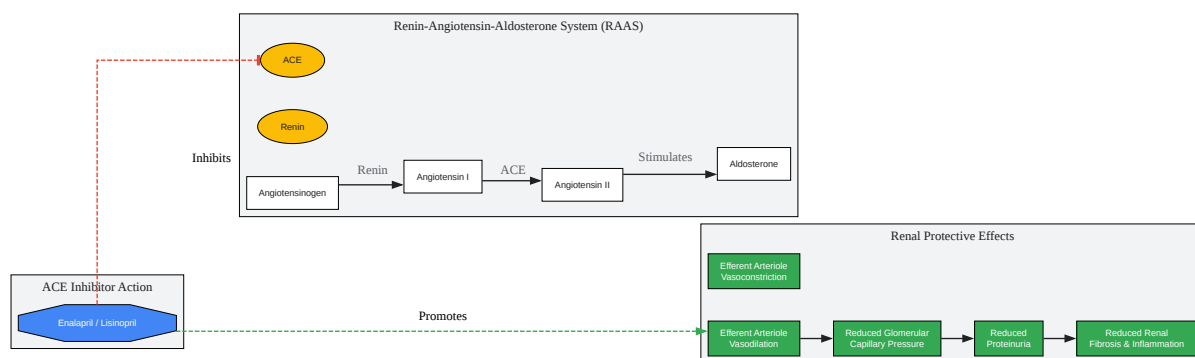 Renin-Angiotensin-Aldosterone System (RAAS)
ACE
Renin
Inhibits
Angiotensinogen
Renin
Angiotensin I
ACE
Angiotensin II
Stimulates
Aldosterone
Renal Protective Effects
Efferent Arteriole
Vasoconstriction
ACE Inhibitor Action
Enalapril / Lisinopril
Promotes
Efferent Arteriole
Vasodilation
Reduced Glomerular
Capillary Pressure
Reduced
Proteinuria
Reduced Renal
Fibrosis & Inflammation